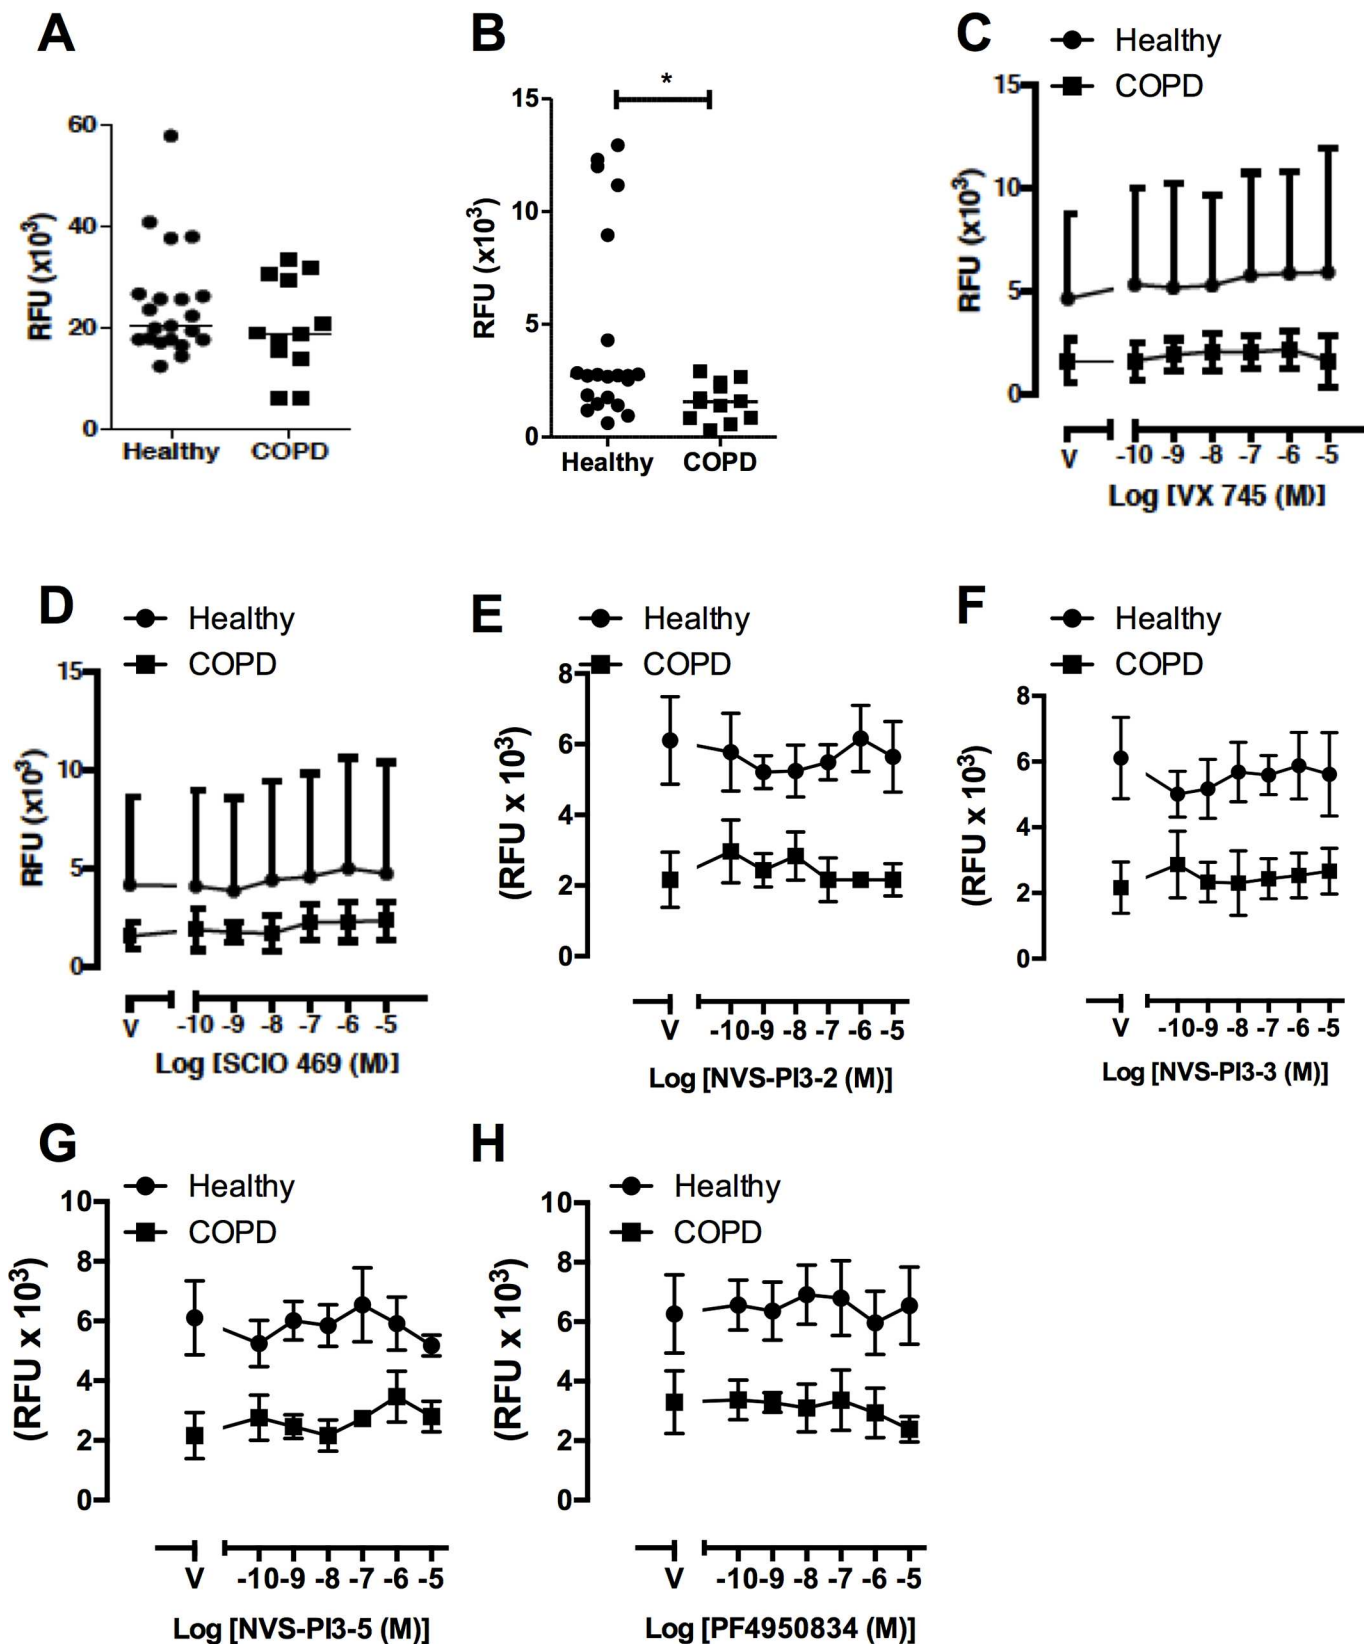 A
RFU (x10³)
60
40
20
0
Healthy COPD
B
*
RFU (x10³)
15
10
5
0
Healthy COPD
C
Healthy
COPD
RFU (x10³)
15
10
5
0
V -10 -9 -8 -7 -6 -5
Log [VX 745 (M)]
D
Healthy
COPD
RFU (x10³)
15
10
5
0
V -10 -9 -8 -7 -6 -5
Log [SCIO 469 (M)]
E
Healthy
COPD
(RFU x 10³)
8
6
4
2
0
V -10 -9 -8 -7 -6 -5
Log [NVS-PI3-2 (M)]
F
Healthy
COPD
(RFU x 10³)
8
6
4
2
0
V -10 -9 -8 -7 -6 -5
Log [NVS-PI3-3 (M)]
G
Healthy
COPD
(RFU x 10³)
10
8
6
4
2
0
V -10 -9 -8 -7 -6 -5
Log [NVS-PI3-5 (M)]
H
Healthy
COPD
(RFU x 10³)
10
8
6
4
2
0
V -10 -9 -8 -7 -6 -5
Log [PF4950834 (M)]